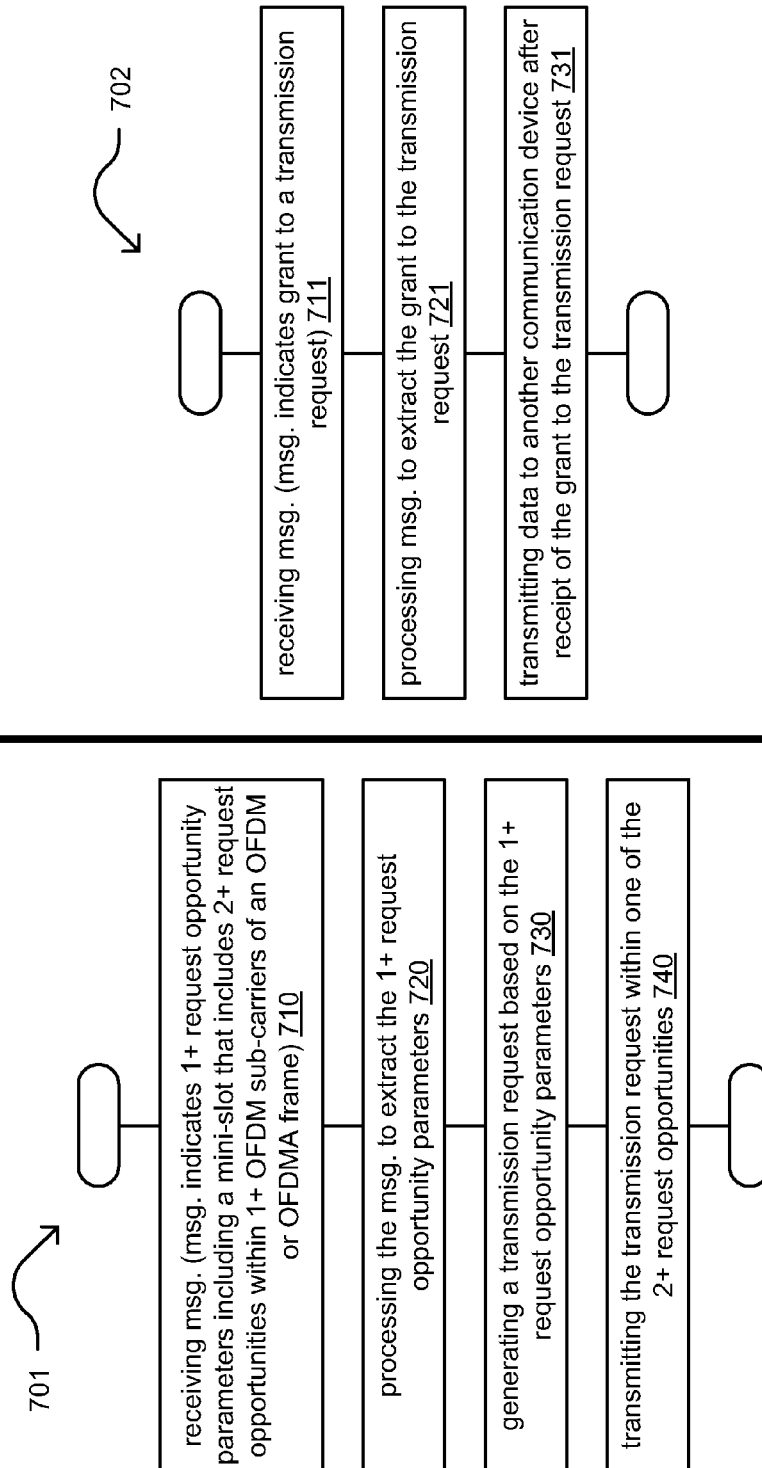 701
receiving msg. (msg. indicates 1+ request opportunity
parameters including a mini-slot that includes 2+ request
opportunities within 1+ OFDM sub-carriers of an OFDM
or OFDMA frame) 710
processing the msg. to extract the 1+ request
opportunity parameters 720
generating a transmission request based on the 1+
request opportunity parameters 730
transmitting the transmission request within one of the
2+ request opportunities 740
702
receiving msg. (msg. indicates grant to a transmission
request) 711
processing msg. to extract the grant to the transmission
request 721
transmitting data to another communication device after
receipt of the grant to the transmission request 731